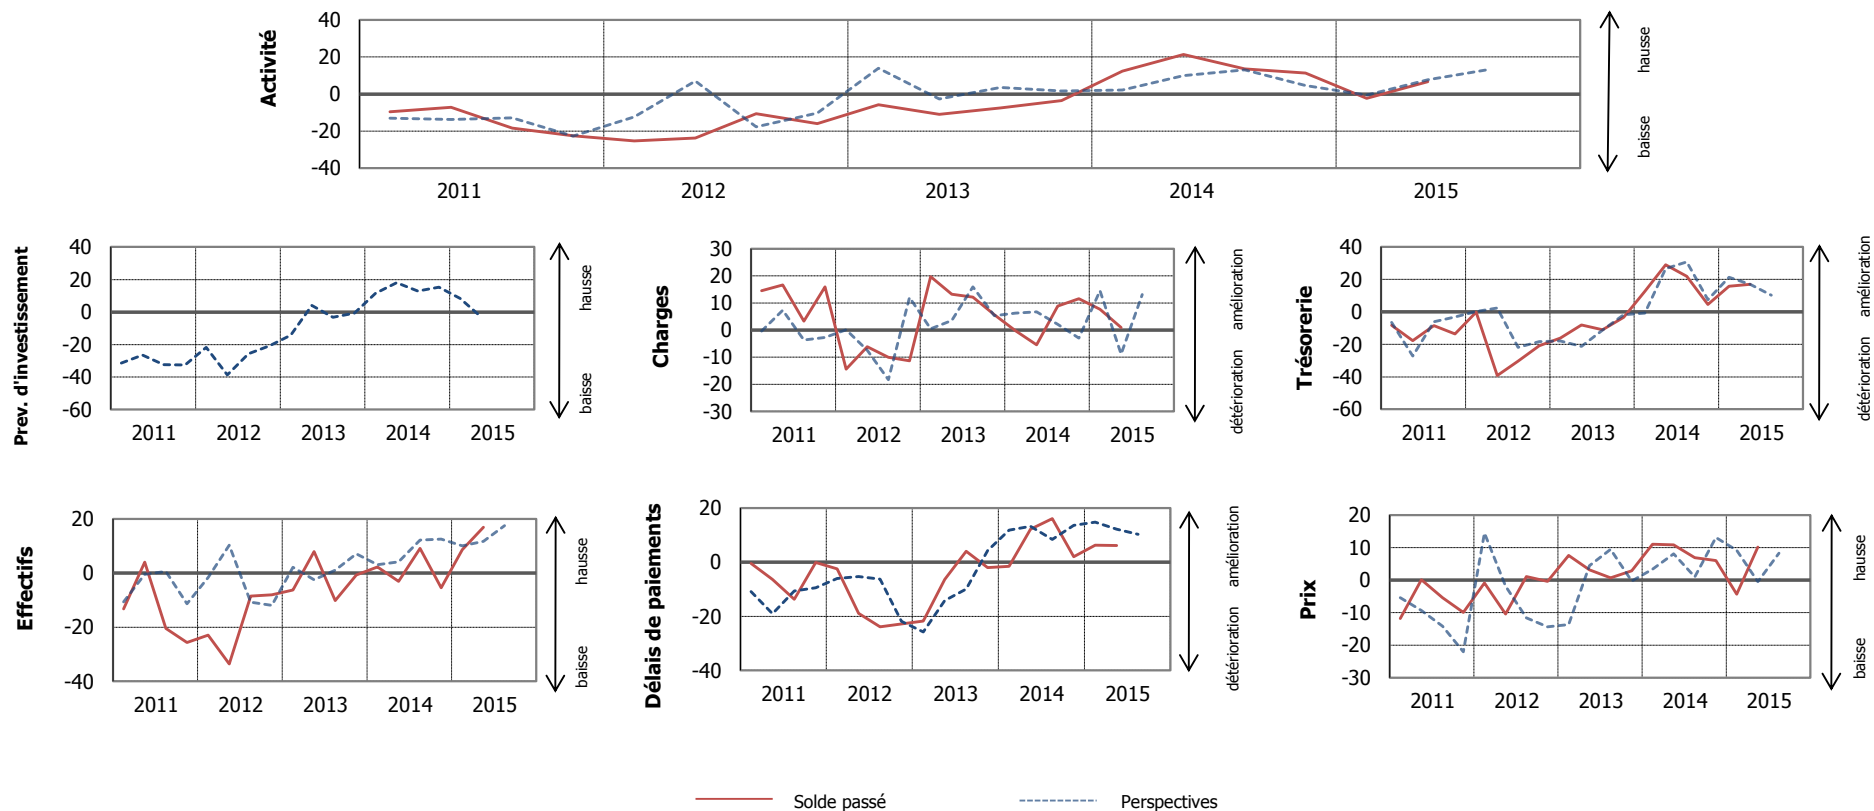 Activité
40
20
0
-20
-40
2011 2012 2013 2014 2015
hausse
baisse
Prev. d'investissement
40
20
0
-20
-40
-60
2011 2012 2013 2014 2015
hausse
baisse
Charges
30
20
10
0
-10
-20
-30
2011 2012 2013 2014 2015
amélioration
détérioration
Trésorerie
40
20
0
-20
-40
-60
2011 2012 2013 2014 2015
amélioration
détérioration
Effectifs
20
0
-20
-40
2011 2012 2013 2014 2015
hausse
baisse
Délais de paiements
20
0
-20
-40
2011 2012 2013 2014 2015
amélioration
détérioration
Prix
20
10
0
-10
-20
-30
2011 2012 2013 2014 2015
hausse
baisse
Solde passé Perspectives